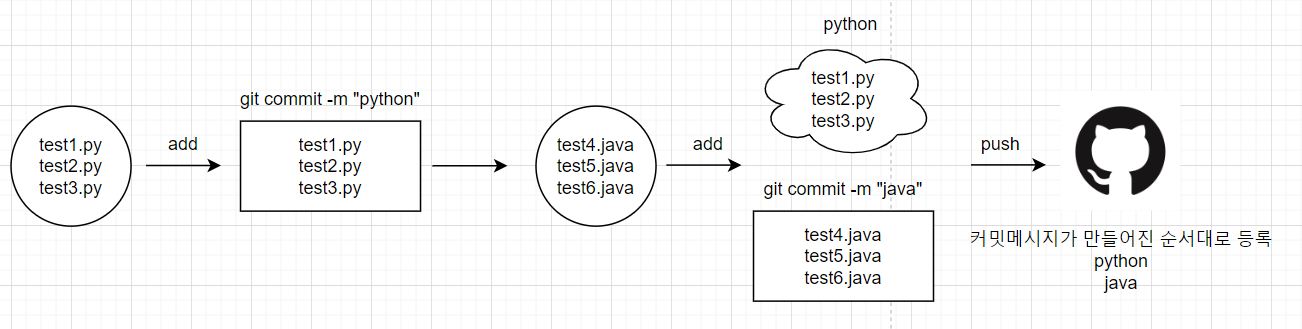 python
test1.py
test2.py
test3.py
git commit -m "python"
test1.py
test2.py
test3.py
add
test1.py
test2.py
test3.py
test4.java
test5.java
test6.java
add
push
git commit -m "java"
test4.java
test5.java
test6.java
커밋메시지가 만들어진 순서대로 등록
python
java